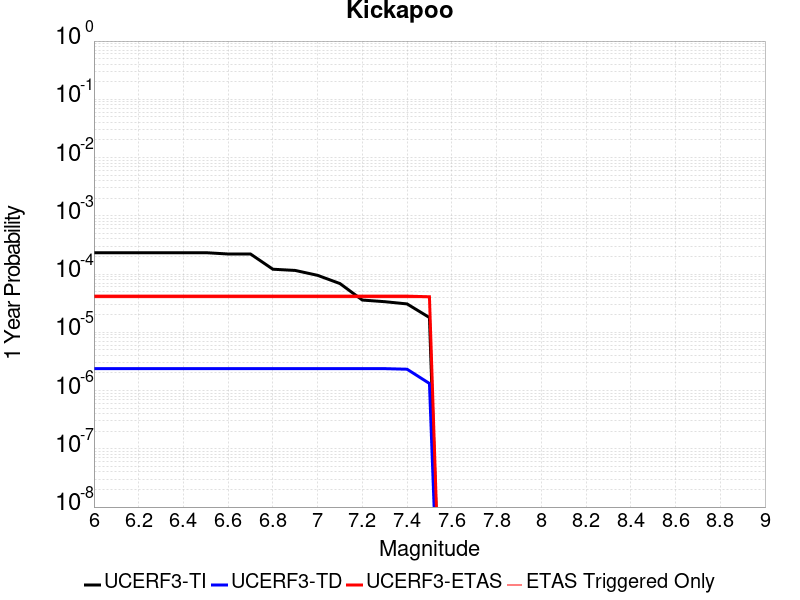 Kickapoo
10^0
10^-1
10^-2
10^-3
10^-4
10^-5
10^-6
10^-7
10^-8
1 Year Probability
6 6.2 6.4 6.6 6.8 7 7.2 7.4 7.6 7.8 8 8.2 8.4 8.6 8.8 9
Magnitude
UCERF3-TI UCERF3-TD UCERF3-ETAS ETAS Triggered Only